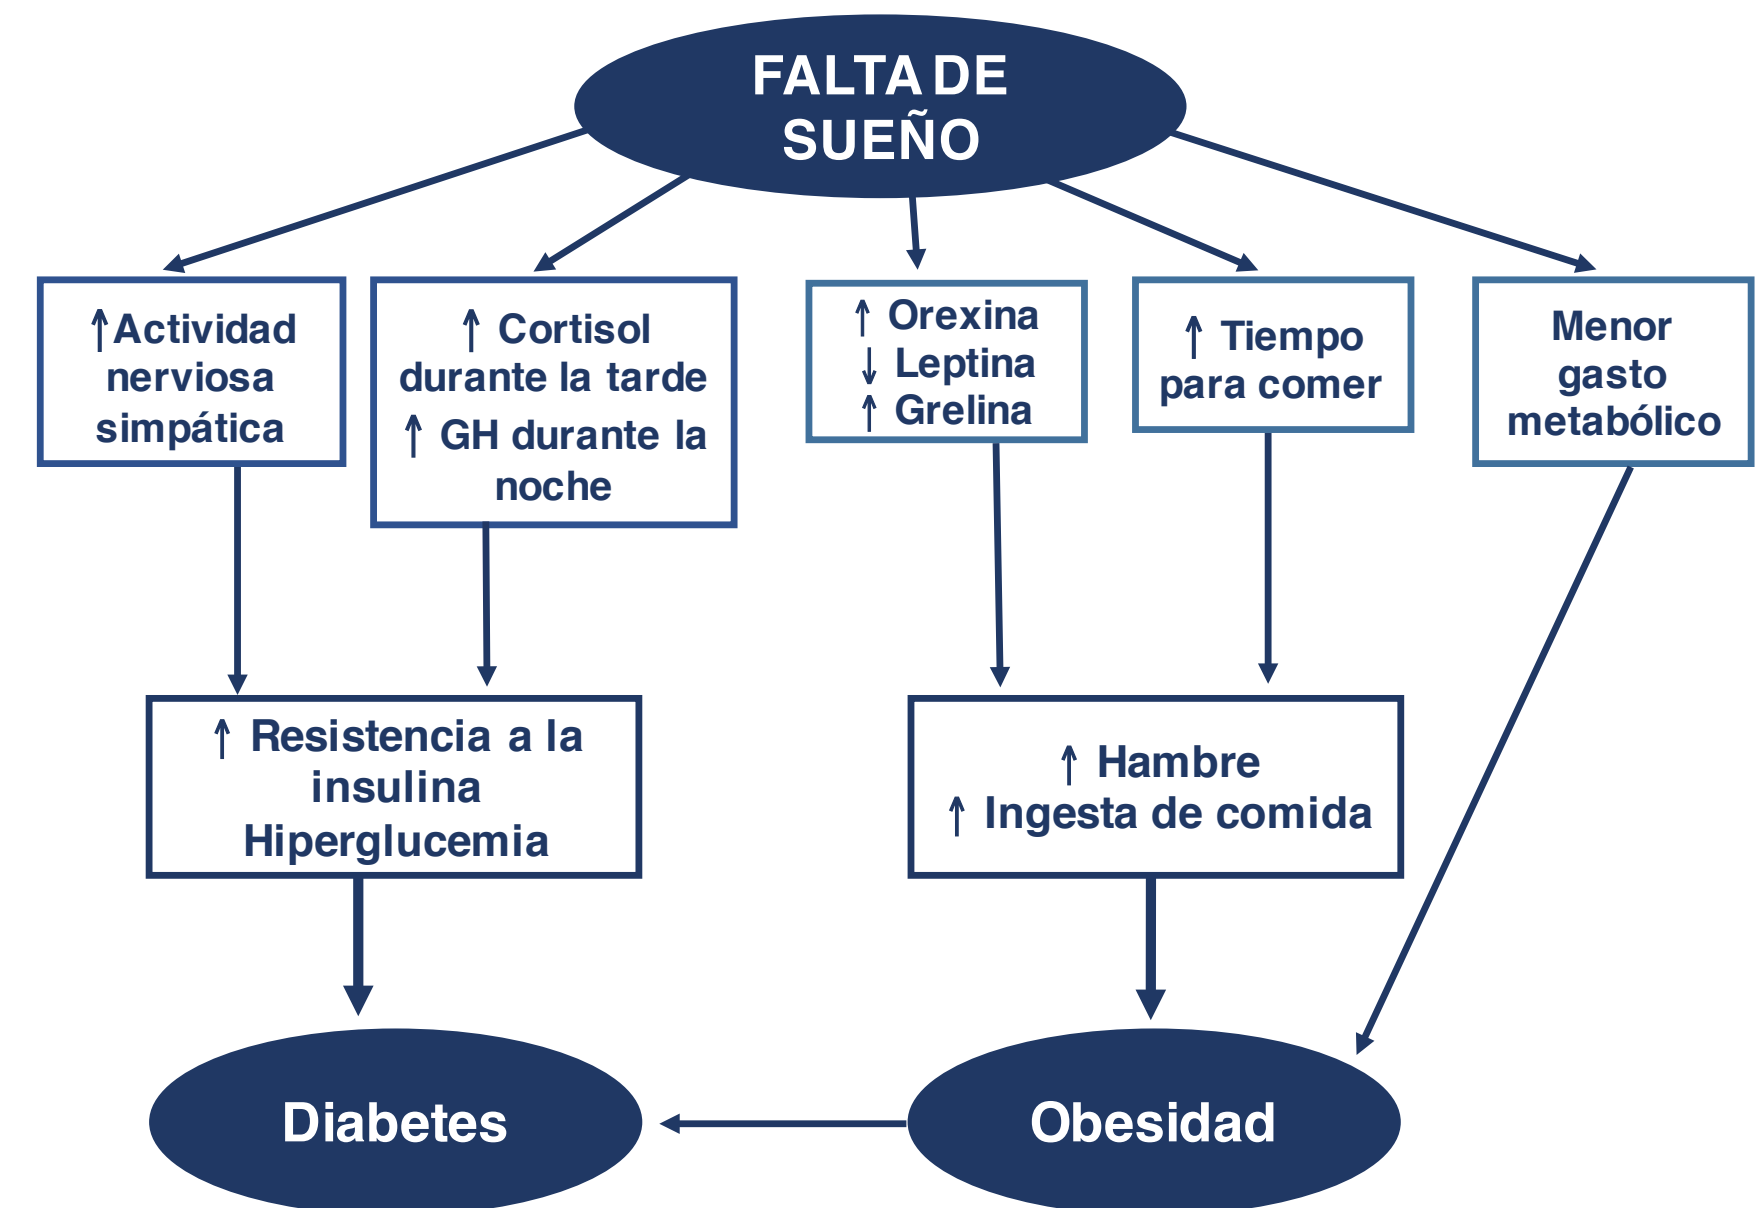 FALTA DE
SUEÑO
↑Actividad
nerviosa
simpática
↑ Cortisol
durante la tarde
↑ GH durante la
noche
↑ Orexina
↓ Leptina
↑ Grelina
↑ Tiempo
para comer
Menor
gasto
metabólico
↑ Resistencia a la
insulina
Hiperglucemia
↑ Hambre
↑ Ingesta de comida
Diabetes
Obesidad